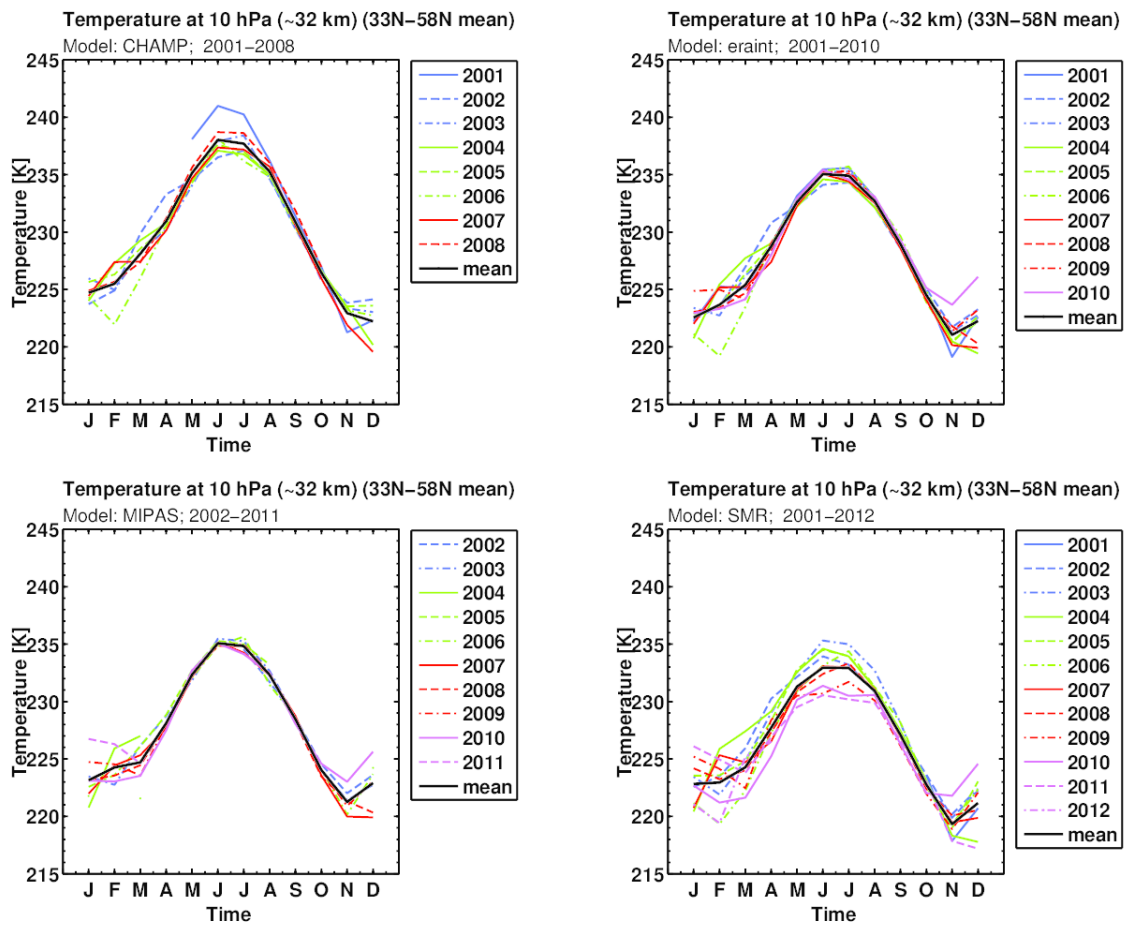 Temperature at 10 hPa (~32 km) (33N−58N mean)
Model: CHAMP;  2001−2008
245
240
235
230
225
220
215
Temperature [K]
J F M A M J J A S O N D
Time
2001
2002
2003
2004
2005
2006
2007
2008
mean
Temperature at 10 hPa (~32 km) (33N−58N mean)
Model: eraint;  2001−2010
245
240
235
230
225
220
215
Temperature [K]
J F M A M J J A S O N D
Time
2001
2002
2003
2004
2005
2006
2007
2008
2009
2010
mean
Temperature at 10 hPa (~32 km) (33N−58N mean)
Model: MIPAS; 2002−2011
245
240
235
230
225
220
215
Temperature [K]
J F M A M J J A S O N D
Time
2002
2003
2004
2005
2006
2007
2008
2009
2010
2011
mean
Temperature at 10 hPa (~32 km) (33N−58N mean)
Model: SMR;  2001−2012
245
240
235
230
225
220
215
Temperature [K]
J F M A M J J A S O N D
Time
2001
2002
2003
2004
2005
2006
2007
2008
2009
2010
2011
2012
mean